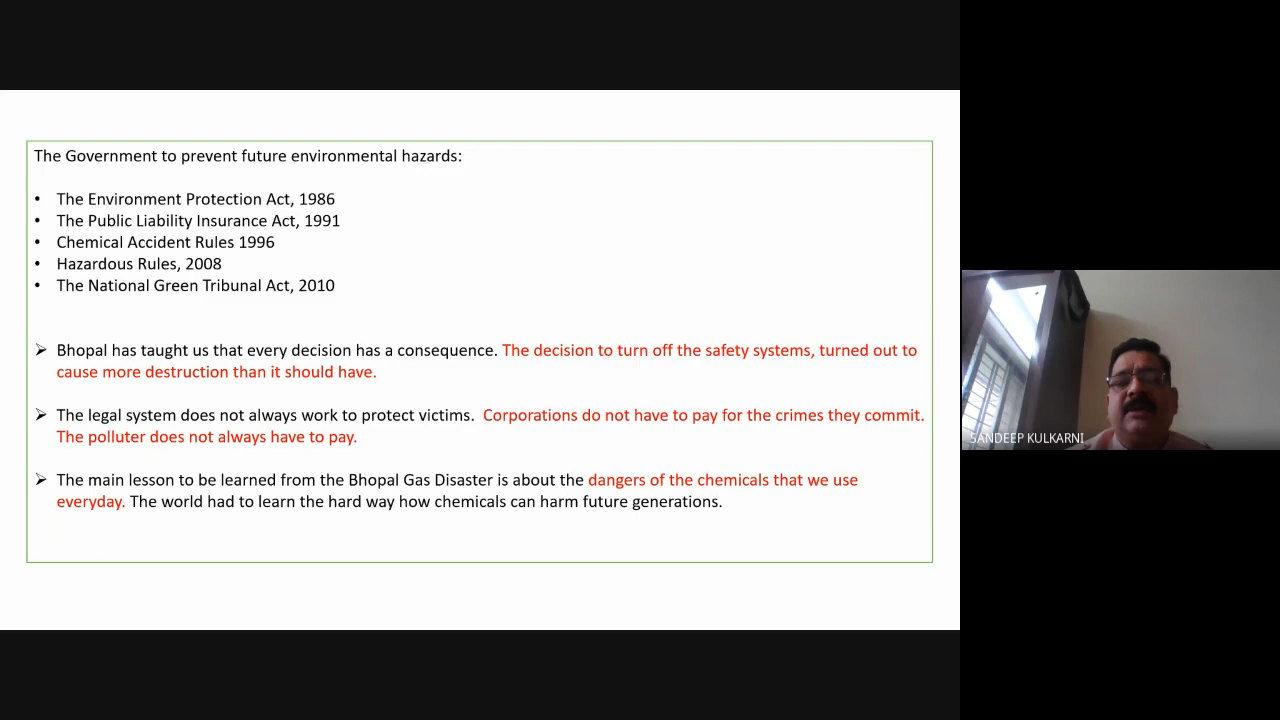 The Government to prevent future environmental hazards:
• The Environment Protection Act, 1986
• The Public Liability Insurance Act, 1991
• Chemical Accident Rules 1996
• Hazardous Rules, 2008
• The National Green Tribunal Act, 2010
➢ Bhopal has taught us that every decision has a consequence. The decision to turn off the safety systems, turned out to
cause more destruction than it should have.
➢ The legal system does not always work to protect victims.  Corporations do not have to pay for the crimes they commit.
The polluter does not always have to pay.
➢ The main lesson to be learned from the Bhopal Gas Disaster is about the dangers of the chemicals that we use
everyday. The world had to learn the hard way how chemicals can harm future generations.
SANDEEP KULKARNI